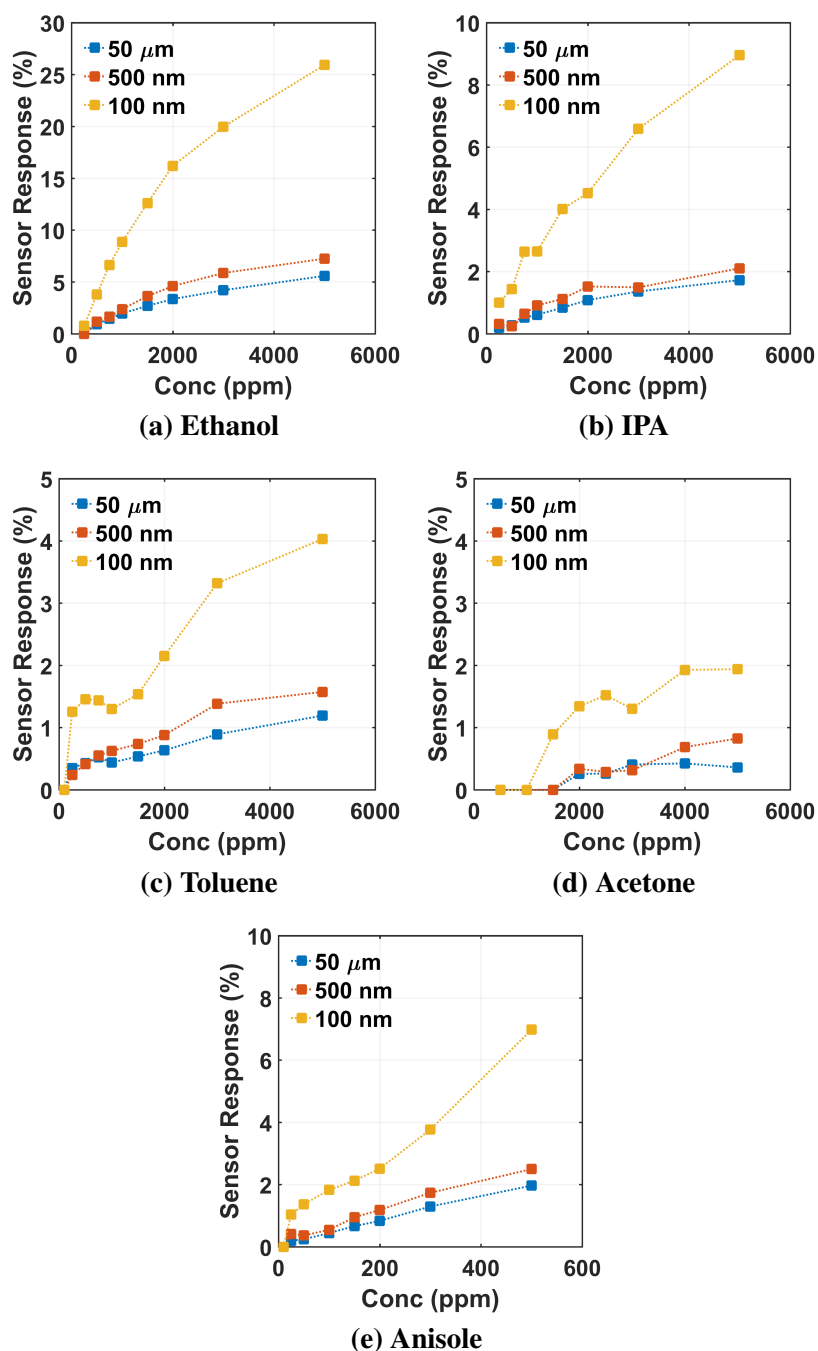 30
25
20
15
10
5
0
Sensor Response (%)
50 μm
500 nm
100 nm
0 2000 4000 6000
Conc (ppm)
(a) Ethanol
10
8
6
4
2
0
Sensor Response (%)
50 μm
500 nm
100 nm
0 2000 4000 6000
Conc (ppm)
(b) IPA
5
4
3
2
1
0
Sensor Response (%)
50 μm
500 nm
100 nm
0 2000 4000 6000
Conc (ppm)
(c) Toluene
5
4
3
2
1
0
Sensor Response (%)
50 μm
500 nm
100 nm
0 2000 4000 6000
Conc (ppm)
(d) Acetone
10
8
6
4
2
0
Sensor Response (%)
50 μm
500 nm
100 nm
0 200 400 600
Conc (ppm)
(e) Anisole